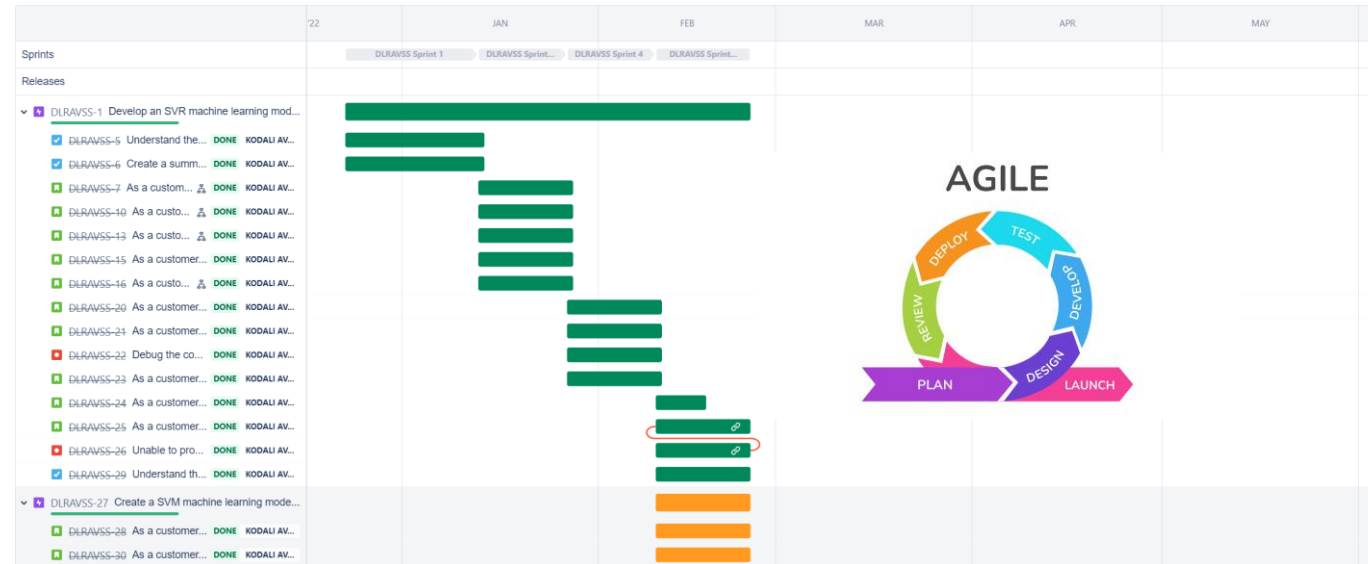 '22 JAN FEB MAR APR MAY
Sprints DLRAVSS Sprint 1 DLRAVSS Sprint... DLRAVSS Sprint 4 DLRAVSS Sprint...
Releases
DLRAVSS-1 Develop an SVR machine learning mod...
DLRAVSS-5 Understand the... DONE KODALI AV...
DLRAVSS-6 Create a summ... DONE KODALI AV...
DLRAVSS-7 As a custom... DONE KODALI AV...
DLRAVSS-10 As a custo... DONE KODALI AV...
DLRAVSS-13 As a custo... DONE KODALI AV...
DLRAVSS-15 As a customer... DONE KODALI AV...
DLRAVSS-16 As a custo... DONE KODALI AV...
DLRAVSS-20 As a customer... DONE KODALI AV...
DLRAVSS-21 As a customer... DONE KODALI AV...
DLRAVSS-22 Debug the co... DONE KODALI AV...
DLRAVSS-23 As a customer... DONE KODALI AV...
DLRAVSS-24 As a customer... DONE KODALI AV...
DLRAVSS-25 As a customer... DONE KODALI AV...
DLRAVSS-26 Unable to pro... DONE KODALI AV...
DLRAVSS-29 Understand th... DONE KODALI AV...
DLRAVSS-27 Create a SVM machine learning mode...
DLRAVSS-28 As a customer... DONE KODALI AV...
DLRAVSS-30 As a customer... DONE KODALI AV...
AGILE
PLAN
DESIGN
DEVELOP
TEST
DEPLOY
REVIEW
LAUNCH